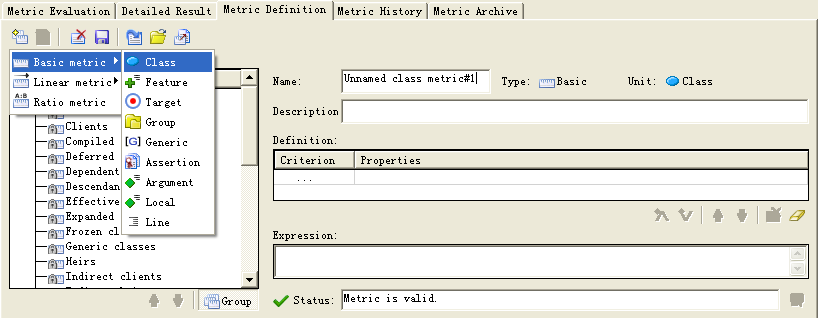 Metric Evaluation Detailed Result Metric Definition Metric History Metric Archive
Basic metric
Linear metric
A:B
Ratio metric
Class
Feature
Target
Group
[G] Generic
Assertion
Argument
Local
Line
Clients
Compiled
Deferred
Dependent
Descendan
Effective
Expanded
Frozen cl
Generic classes
Heirs
Indirect clients
Group
Name: Unnamed class metric#1 Type: Basic Unit: Class
Description
Definition:
Criterion Properties
...
Expression:
Status: Metric is valid.